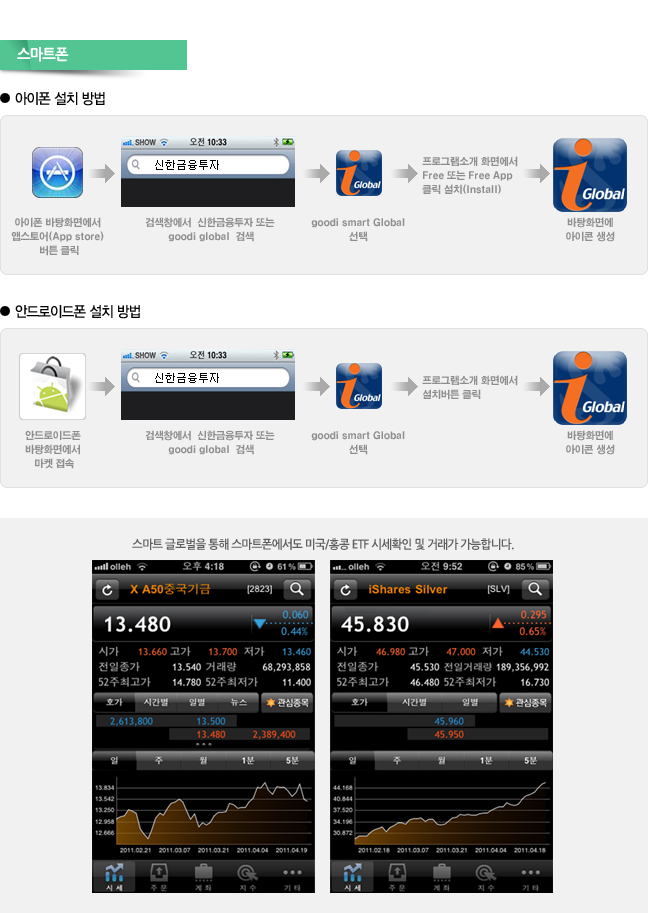 스마트폰
● 아이폰 설치 방법
SHOW 오전 10:33
신한금융투자
i Global
프로그램소개 화면에서
Free 또는 Free App
클릭 설치(Install)
i Global
아이폰 바탕화면에서
앱스토어(App store)
버튼 클릭
검색창에서 신한금융투자 또는
goodi global 검색
goodi smart Global
선택
바탕화면에
아이콘 생성
● 안드로이드폰 설치 방법
SHOW 오전 10:33
신한금융투자
i Global
프로그램소개 화면에서
설치버튼 클릭
i Global
안드로이드폰
바탕화면에서
마켓 접속
검색창에서 신한금융투자 또는
goodi global 검색
goodi smart Global
선택
바탕화면에
아이콘 생성
스마트 글로벌을 통해 스마트폰에서도 미국/홍콩 ETF 시세확인 및 거래가 가능합니다.
olleh 오후 4:18 61%
X A50중국기금 [2823]
13.480 ▼ 0.060
0.44%
시가 13.660 고가 13.700 저가 13.460
전일종가 13.540 거래량 68,293,858
52주최고가 14.780 52주최저가 11.400
호가 시간별 일별 뉴스 관심종목
2,613,800 13.500
13.480 2,389,400
일 주 월 1분 5분
13.834
13.542
13.250
12.958
12.666
2011.02.21 2011.03.07 2011.03.21 2011.04.04 2011.04.19
시세 주문 계좌 지수 기타
olleh 오전 9:52 85%
iShares Silver [SLV]
45.830 ▲ 0.295
0.65%
시가 46.980 고가 47.000 저가 44.530
전일종가 45.530 전일거래량 189,356,992
52주최고가 46.480 52주최저가 16.730
호가 시간별 일별 관심종목
45.960
45.950
일 주 월 1분 5분
44.168
40.844
37.520
34.196
30.872
2011.02.18 2011.03.07 2011.03.21 2011.04.04 2011.04.18
시세 주문 계좌 지수 기타